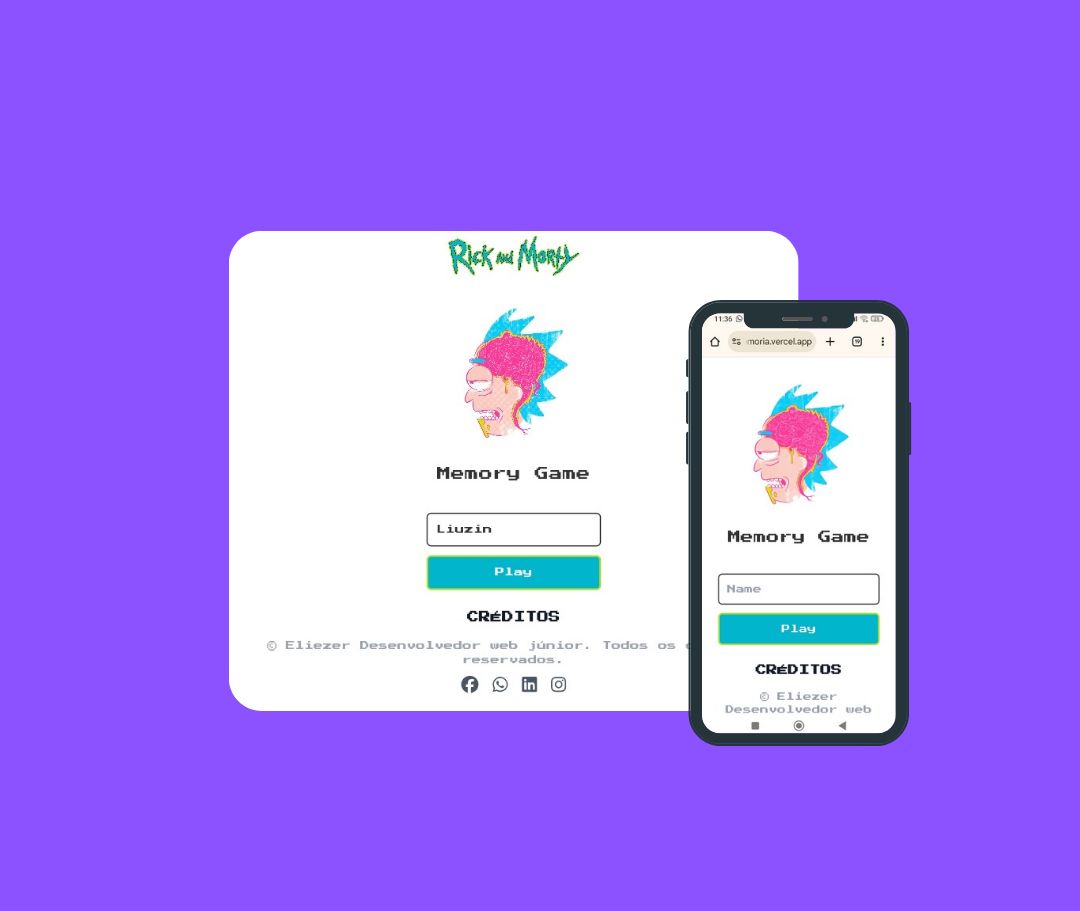 Rick and Morty
Memory Game
Liuzin
Play
CRÉDITOS
© Eliezer Desenvolvedor web júnior. Todos os
reservados.
11:36
moria.vercel.app
19
Memory Game
Name
Play
CRÉDITOS
© Eliezer
Desenvolvedor web